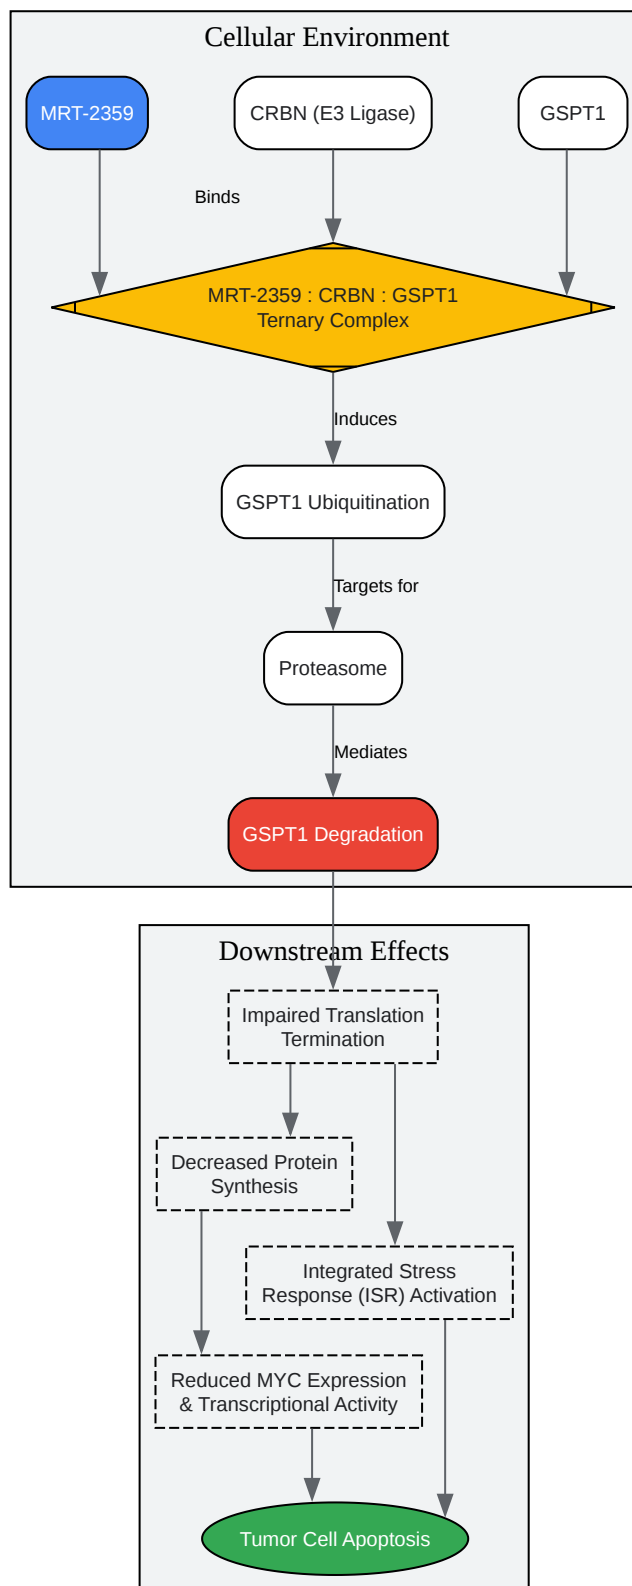 Cellular Environment
MRT-2359
CRBN (E3 Ligase)
GSPT1
Binds
MRT-2359 : CRBN : GSPT1
Ternary Complex
Induces
GSPT1 Ubiquitination
Targets for
Proteasome
Mediates
GSPT1 Degradation
Downstream Effects
Impaired Translation
Termination
Decreased Protein
Synthesis
Integrated Stress
Response (ISR) Activation
Reduced MYC Expression
& Transcriptional Activity
Tumor Cell Apoptosis